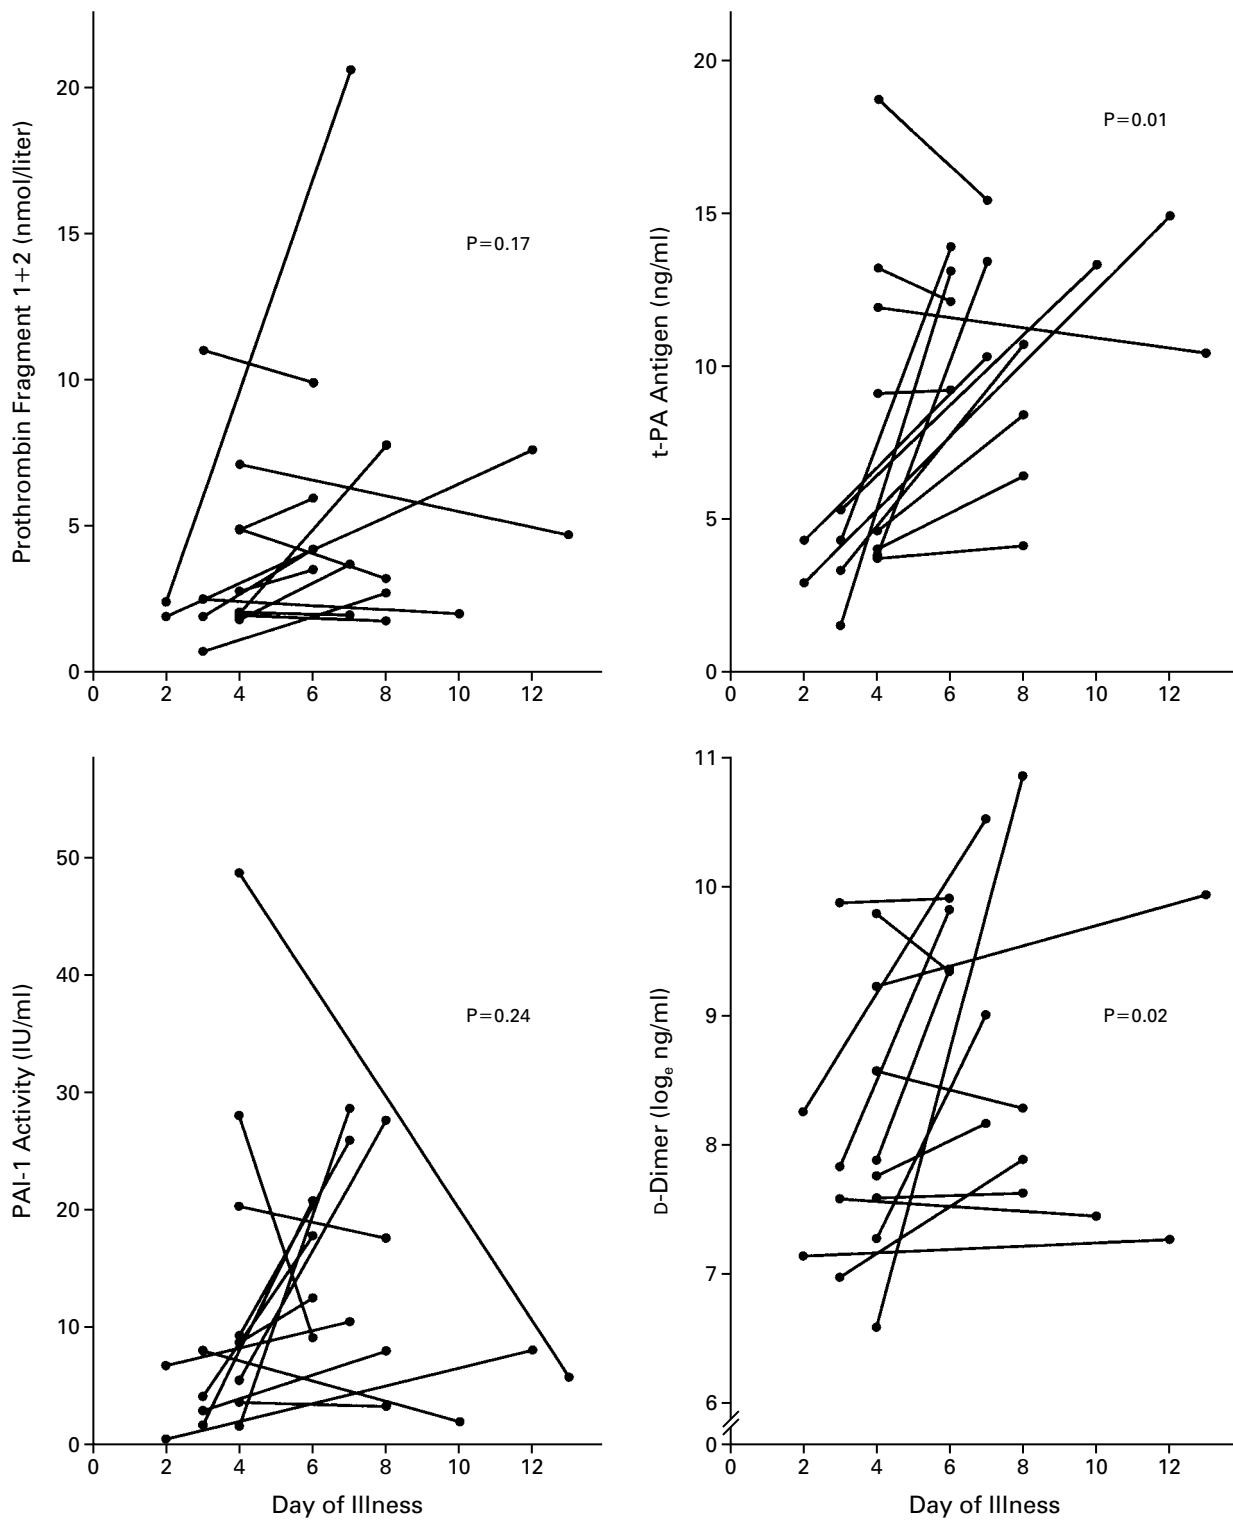 Prothrombin Fragment 1+2 (nmol/liter)
20
15
10
5
0
P=0.17
0 2 4 6 8 10 12
t-PA Antigen (ng/ml)
20
15
10
5
0
P=0.01
0 2 4 6 8 10 12
PAI-1 Activity (IU/ml)
50
40
30
20
10
0
P=0.24
0 2 4 6 8 10 12
Day of Illness
D-Dimer (logₑ ng/ml)
11
10
9
8
7
6
0
P=0.02
0 2 4 6 8 10 12
Day of Illness